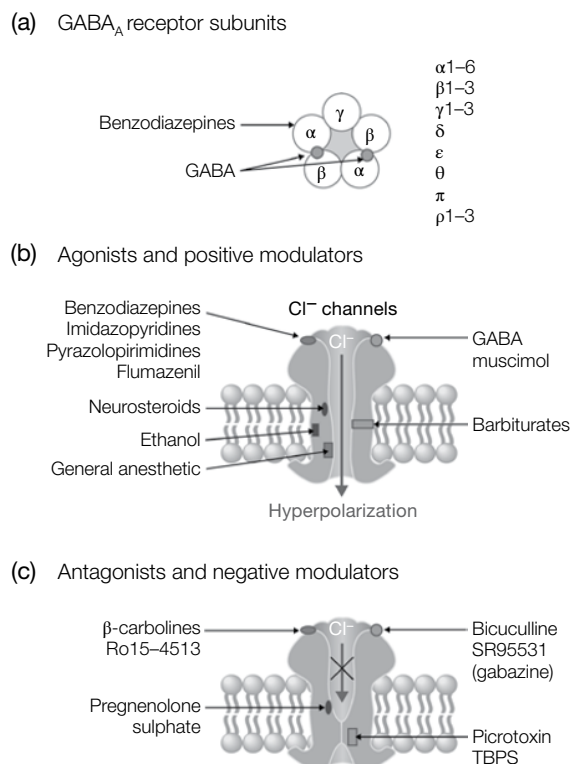 (a) GABAA receptor subunits
Benzodiazepines
GABA
γ
α
β
β
α
α1–6
β1–3
γ1–3
δ
ε
θ
π
ρ1–3
(b) Agonists and positive modulators
Benzodiazepines
Imidazopyridines
Pyrazolopirimidines
Flumazenil
Neurosteroids
Ethanol
General anesthetic
Cl– channels
Cl–
GABA
muscimol
Barbiturates
Hyperpolarization
(c) Antagonists and negative modulators
β-carbolines
Ro15–4513
Pregnenolone
sulphate
Cl–
Bicuculline
SR95531
(gabazine)
Picrotoxin
TBPS